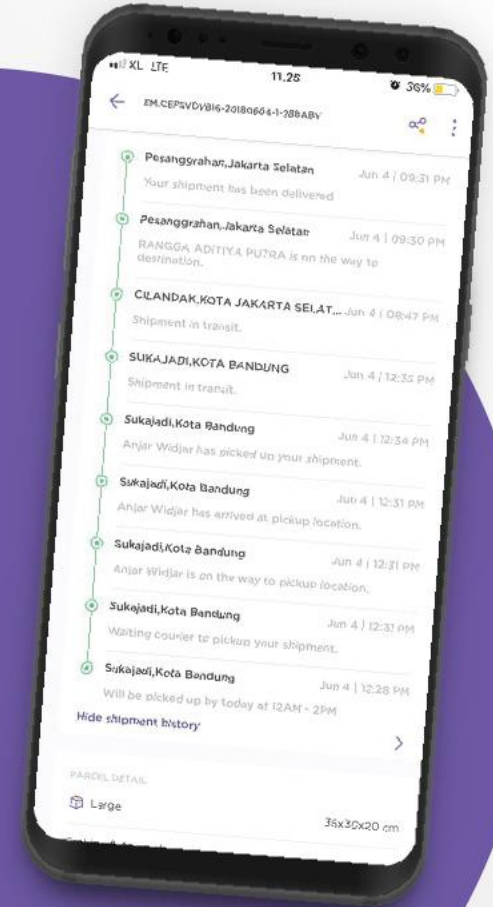 XL LTE 11.25 36%
EM.CEPSVDVBI6-20180604-1-2BBABV
Pesanggrahan,Jakarta Selatan Jun 4 | 09:31 PM
Your shipment has been delivered
Pesanggrahan,Jakarta Selatan Jun 4 | 09:30 PM
RANGGA ADITIYA PUTRA is on the way to
destination.
CILANDAK,KOTA JAKARTA SELAT... Jun 4 | 08:47 PM
Shipment in transit.
SUKAJADI,KOTA BANDUNG Jun 4 | 12:35 PM
Shipment in transit.
Sukajadi,Kota Bandung Jun 4 | 12:34 PM
Anjar Widjar has picked up your shipment.
Sukajadi,Kota Bandung Jun 4 | 12:31 PM
Anjar Widjar has arrived at pickup location.
Sukajadi,Kota Bandung Jun 4 | 12:31 PM
Anjar Widjar is on the way to pickup location.
Sukajadi,Kota Bandung Jun 4 | 12:31 PM
Waiting courier to pickup your shipment.
Sukajadi,Kota Bandung Jun 4 | 12:28 PM
Will be picked up by today at 12AM - 2PM
Hide shipment history
PARCEL DETAIL
Large 35x35x20 cm